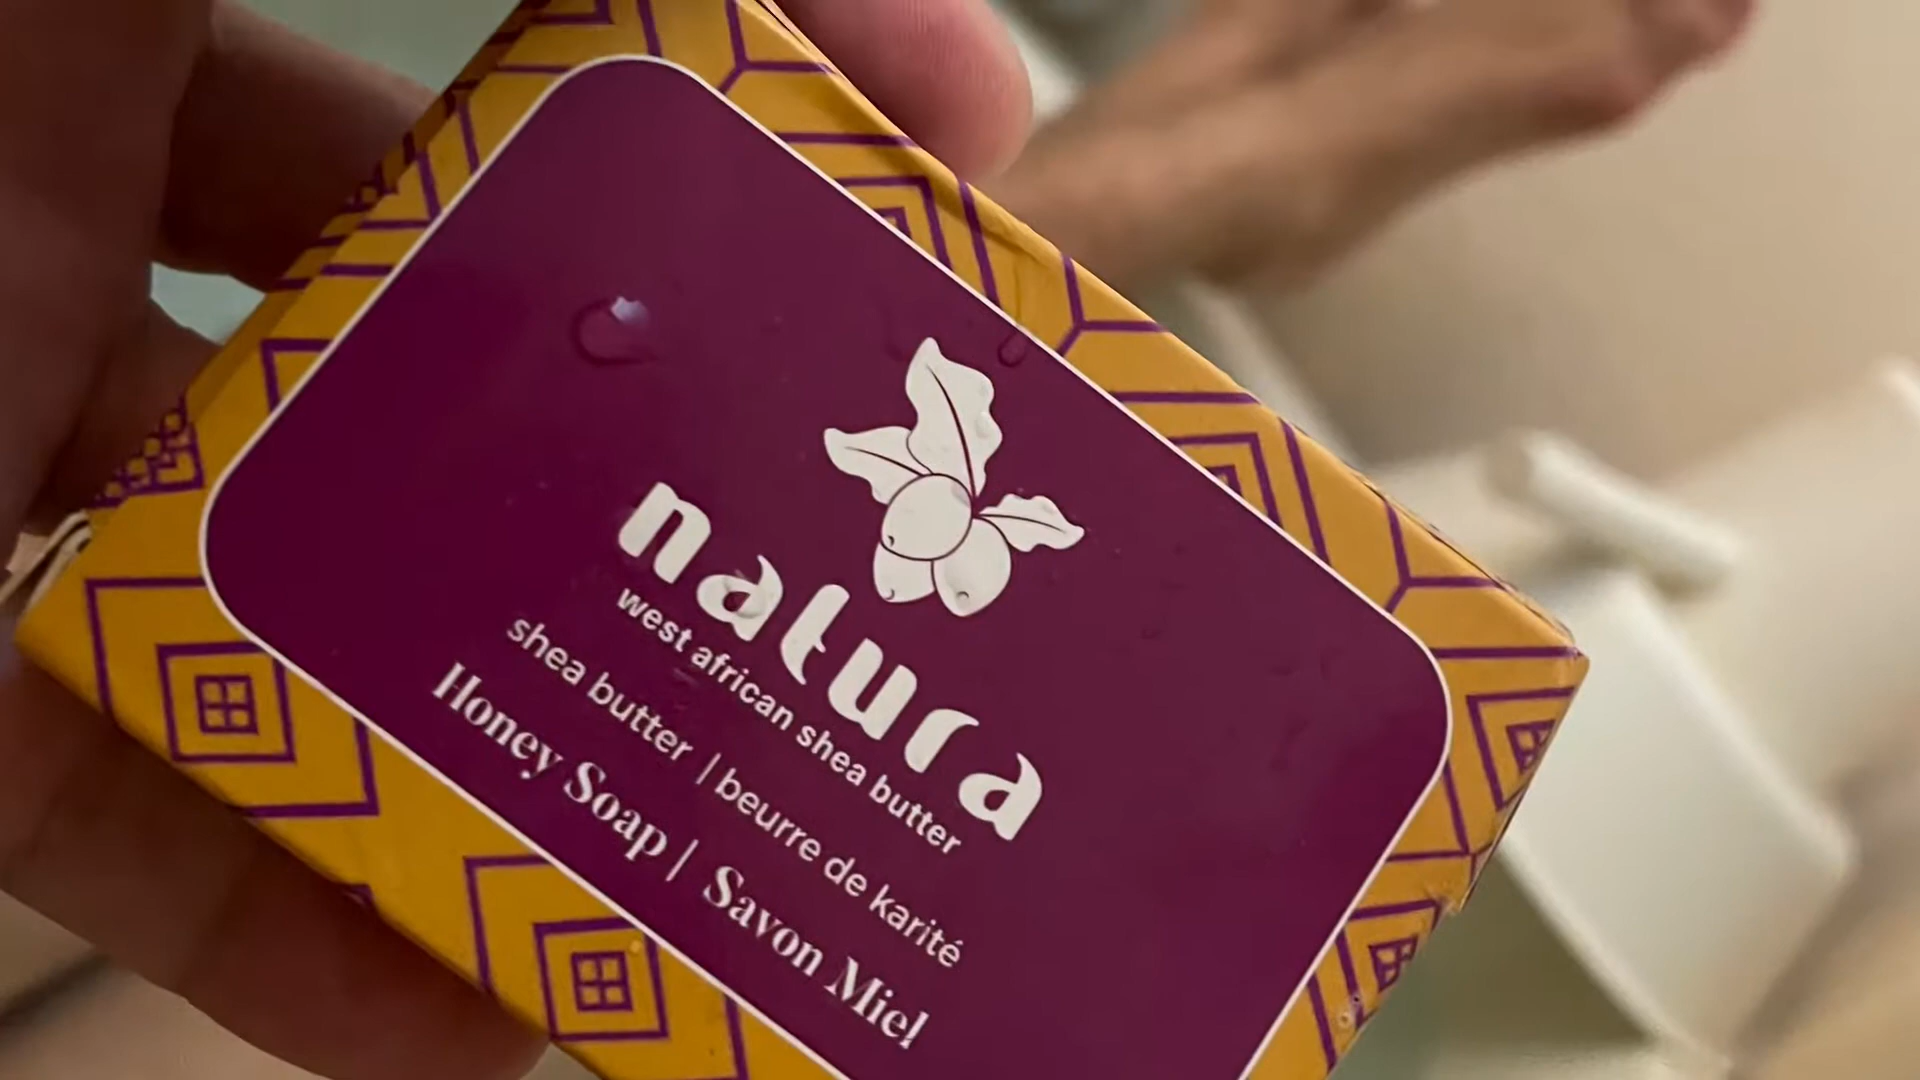 natura
west african shea butter
shea butter | beurre de karité
Honey Soap | Savon Miel